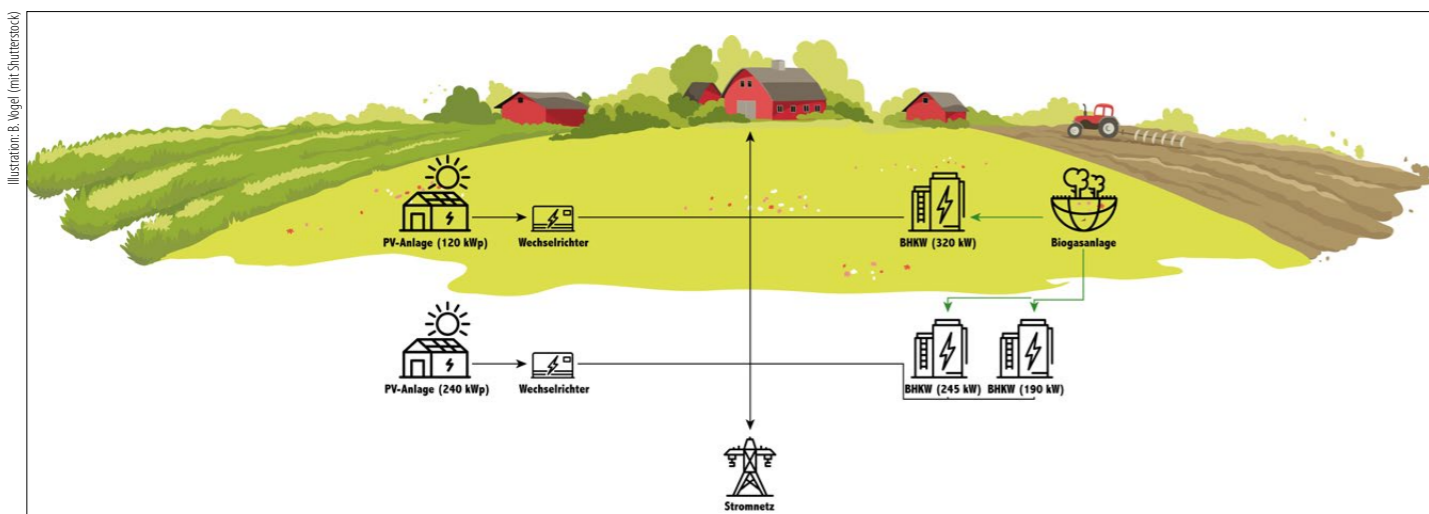 Illustration: B. Vogel (mit Shutterstock)
PV-Anlage (120 kWp)
Wechselrichter
BHKW (320 kW)
Biogasanlage
PV-Anlage (240 kWp)
Wechselrichter
BHKW (245 kW)
BHKW (190 kW)
Stromnetz